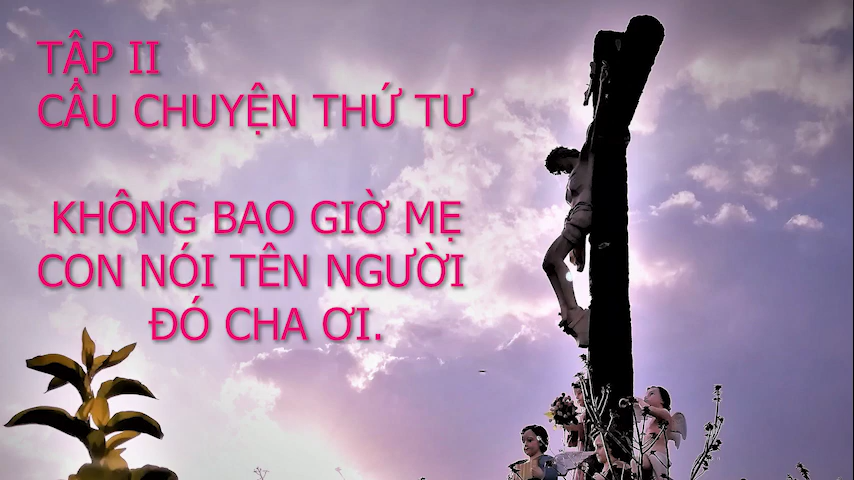 TẬP II
CÂU CHUYỆN THỨ TƯ
KHÔNG BAO GIỜ MẸ
CON NÓI TÊN NGƯỜI
ĐÓ CHA ƠI.